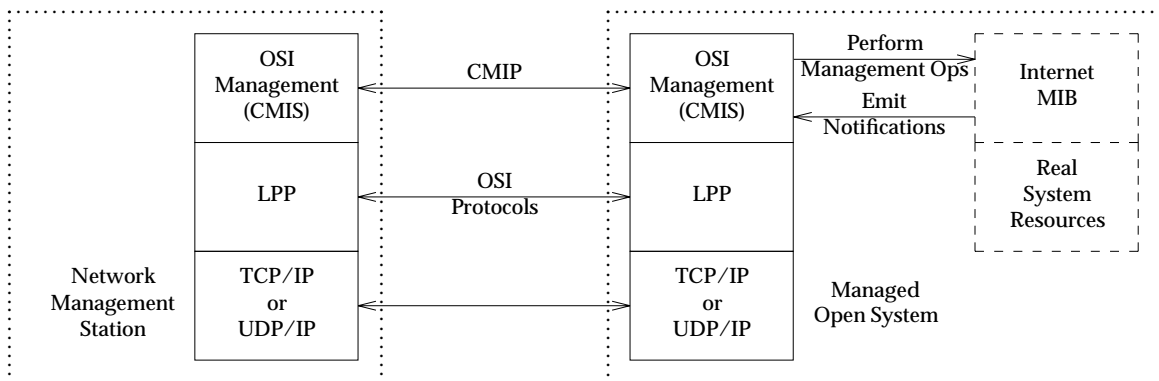 OSI
Management
(CMIS)
CMIP
OSI
Management
(CMIS)
Perform
Management Ops
Emit
Notifications
Internet
MIB
LPP
OSI
Protocols
LPP
Real
System
Resources
Network
Management
Station
TCP/IP
or
UDP/IP
TCP/IP
or
UDP/IP
Managed
Open System